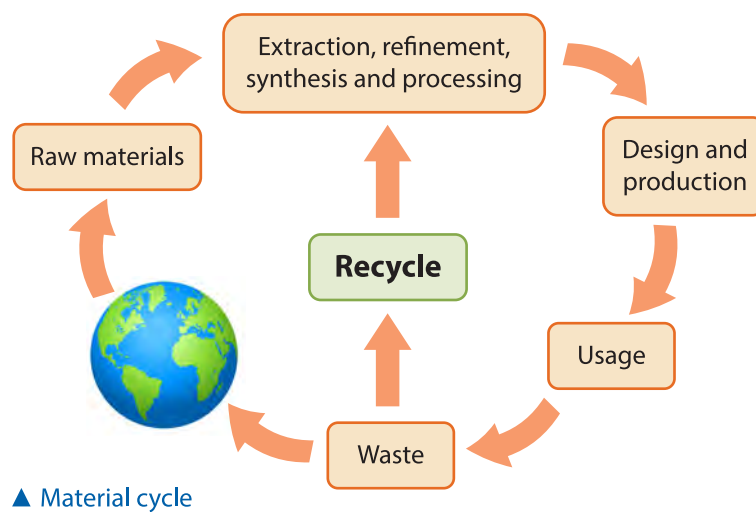 Extraction, refinement,
synthesis and processing
Raw materials
Design and
production
Recycle
Usage
Waste
▲ Material cycle